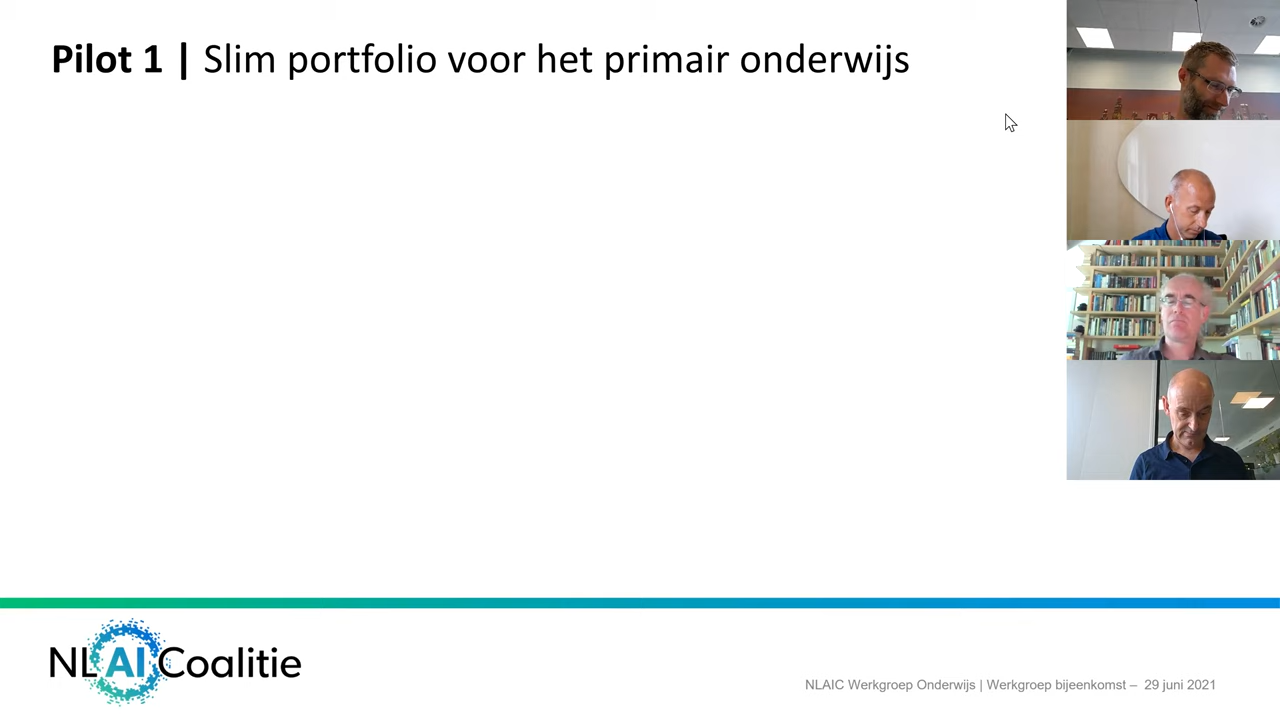 Pilot 1 | Slim portfolio voor het primair onderwijs
NL AI Coalitie
NLAIC Werkgroep Onderwijs | Werkgroep bijeenkomst – 29 juni 2021